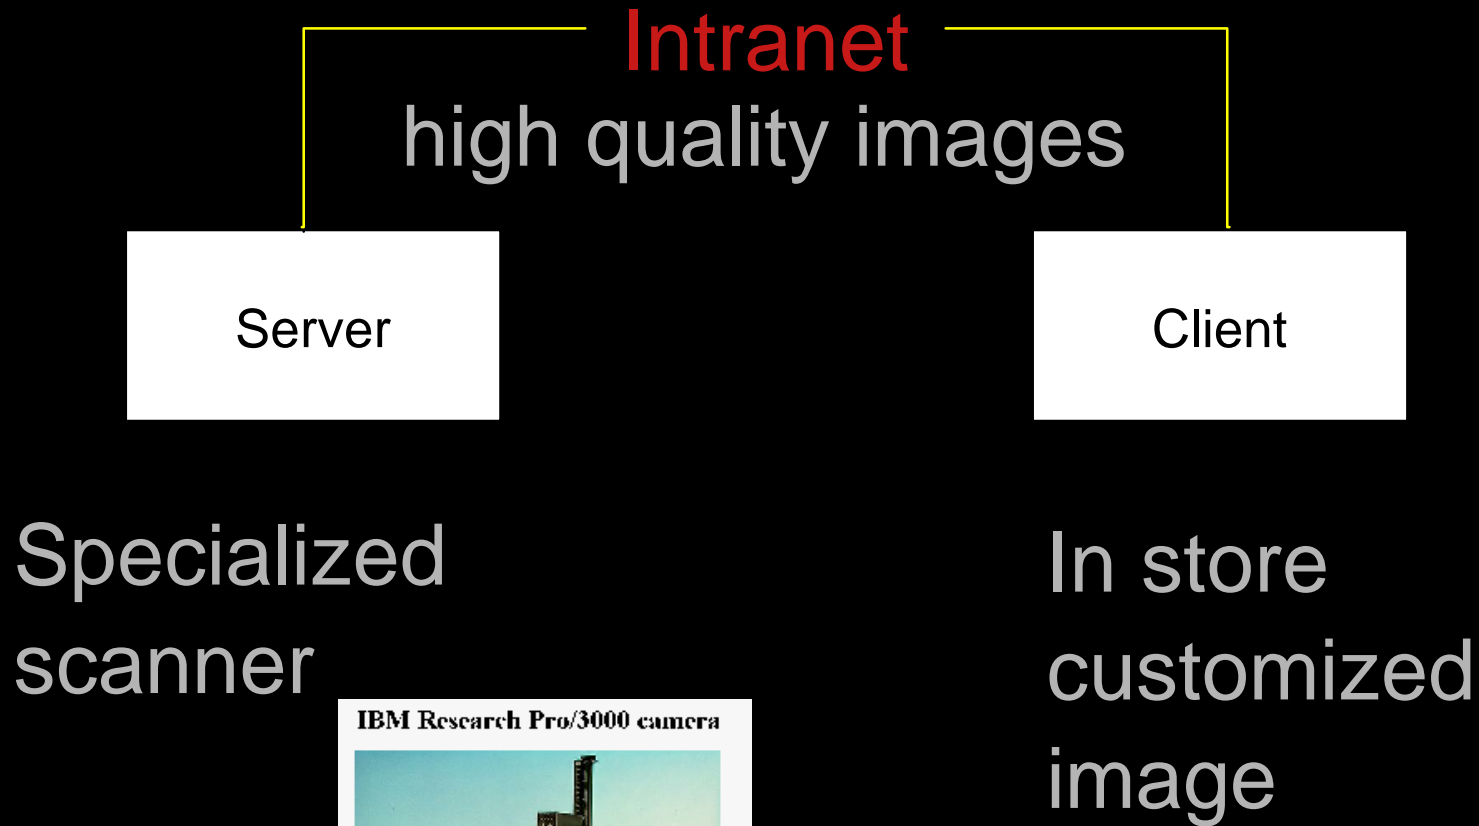 Intranet
high quality images
Server
Client
Specialized
scanner
IBM Research Pro/3000 camera
In store
customized
image